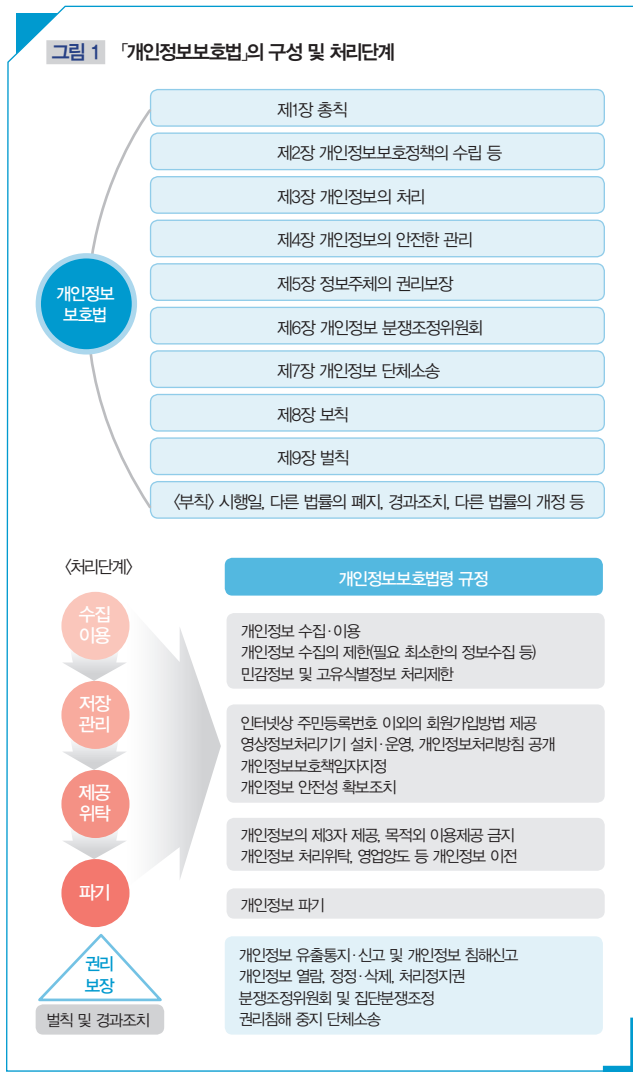 그림 1 「개인정보보호법」의 구성 및 처리단계
제1장 총칙
제2장 개인정보보호정책의 수립 등
제3장 개인정보의 처리
제4장 개인정보의 안전한 관리
개인정보
보호법
제5장 정보주체의 권리보장
제6장 개인정보 분쟁조정위원회
제7장 개인정보 단체소송
제8장 보칙
제9장 벌칙
〈부칙〉 시행일, 다른 법률의 폐지, 경과조치, 다른 법률의 개정 등
〈처리단계〉
개인정보보호법령 규정
수집
이용
개인정보 수집·이용
개인정보 수집의 제한(필요 최소한의 정보수집 등)
민감정보 및 고유식별정보 처리제한
저장
관리
인터넷상 주민등록번호 이외의 회원가입방법 제공
영상정보처리기기 설치·운영, 개인정보처리방침 공개
개인정보보호책임자지정
개인정보 안전성 확보조치
제공
위탁
개인정보의 제3자 제공, 목적외 이용제공 금지
개인정보 처리위탁, 영업양도 등 개인정보 이전
파기
개인정보 파기
권리
보장
벌칙 및 경과조치
개인정보 유출통지·신고 및 개인정보 침해신고
개인정보 열람, 정정·삭제, 처리정지권
분쟁조정위원회 및 집단분쟁조정
권리침해 중지 단체소송